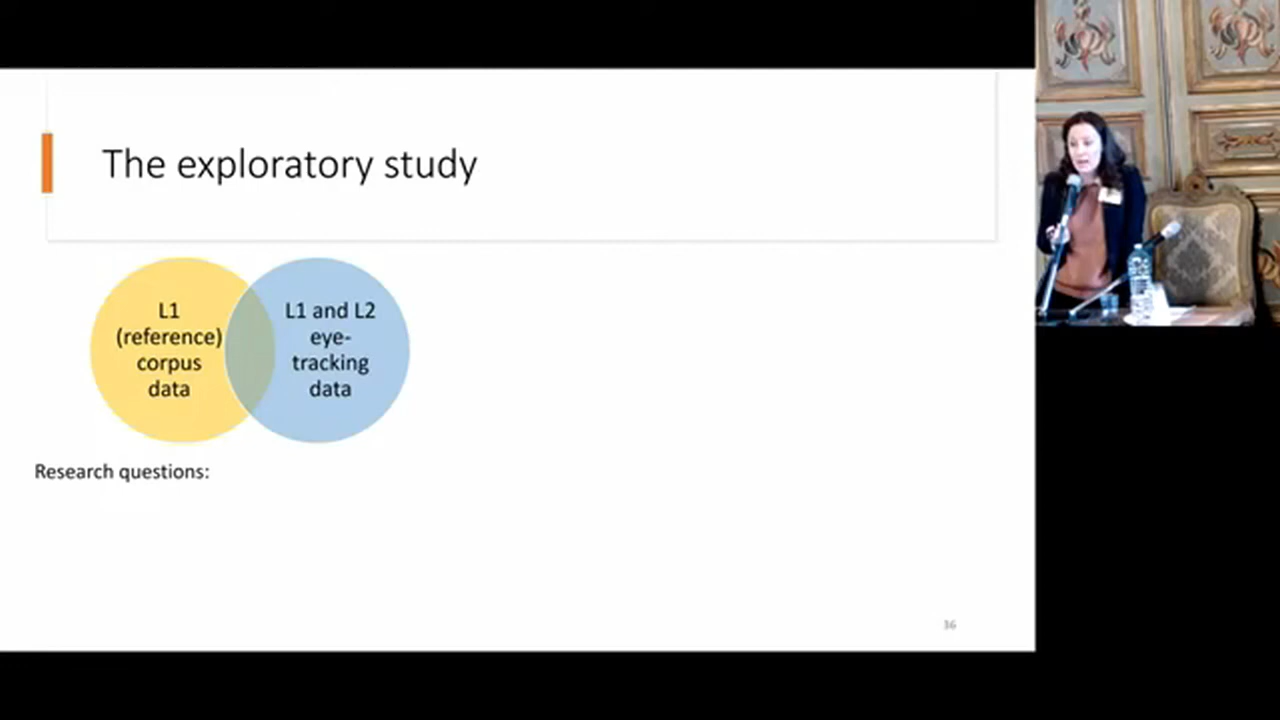 The exploratory study
L1
(reference)
corpus
data
L1 and L2
eye-
tracking
data
Research questions:
36